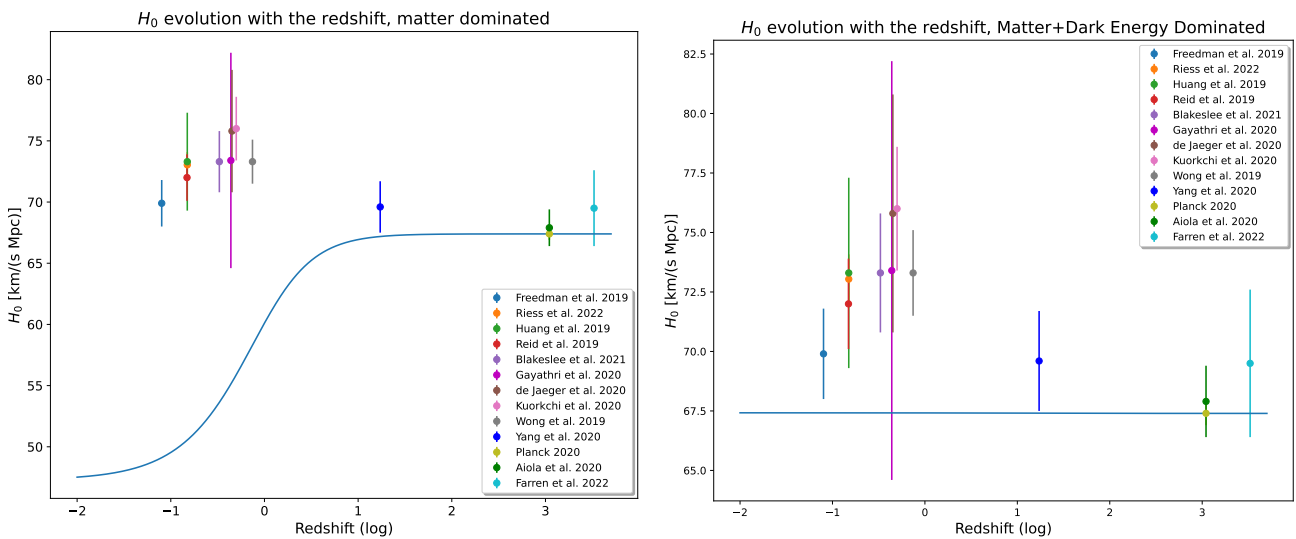 H₀ evolution with the redshift, matter dominated
H₀ [km/(s Mpc)]
80
75
70
65
60
55
50
−2
−1
0
1
2
3
Redshift (log)
Freedman et al. 2019
Riess et al. 2022
Huang et al. 2019
Reid et al. 2019
Blakeslee et al. 2021
Gayathri et al. 2020
de Jaeger et al. 2020
Kuorkchi et al. 2020
Wong et al. 2019
Yang et al. 2020
Planck 2020
Aiola et al. 2020
Farren et al. 2022
H₀ evolution with the redshift, Matter+Dark Energy Dominated
H₀ [km/(s Mpc)]
82.5
80.0
77.5
75.0
72.5
70.0
67.5
65.0
−2
−1
0
1
2
3
Redshift (log)
Freedman et al. 2019
Riess et al. 2022
Huang et al. 2019
Reid et al. 2019
Blakeslee et al. 2021
Gayathri et al. 2020
de Jaeger et al. 2020
Kuorkchi et al. 2020
Wong et al. 2019
Yang et al. 2020
Planck 2020
Aiola et al. 2020
Farren et al. 2022